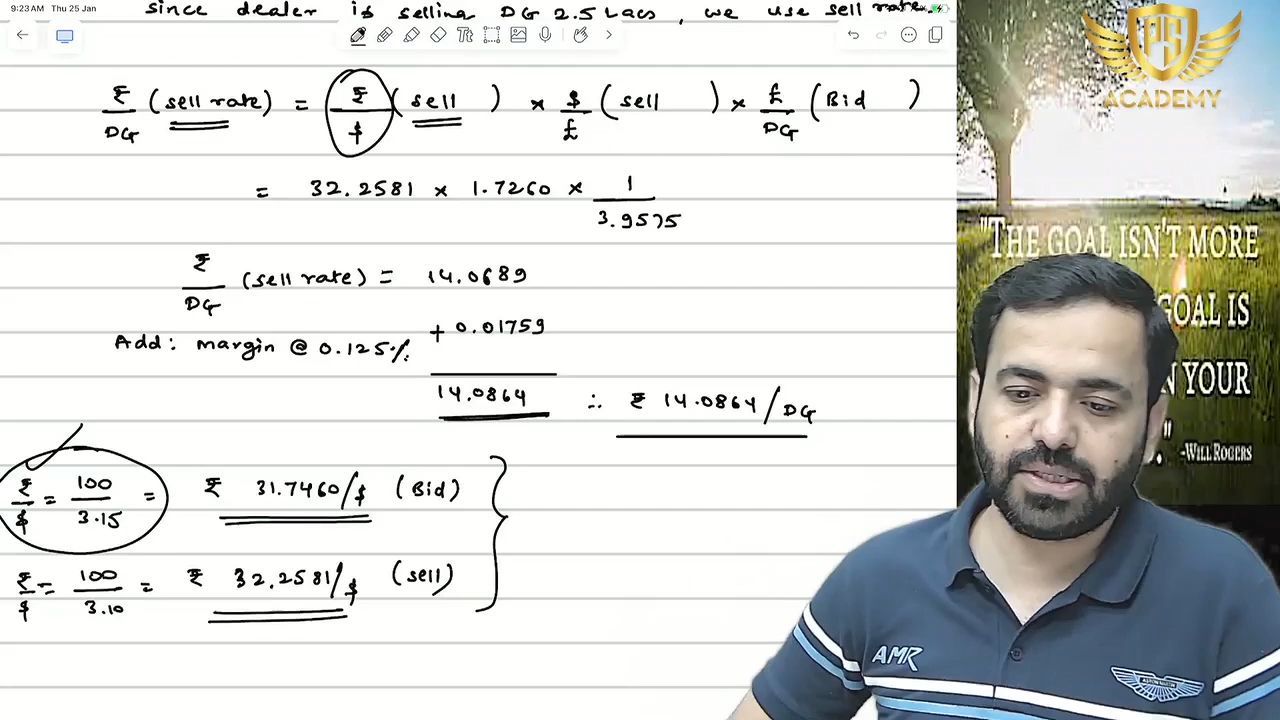 9:23 AM Thu 25 Jan
since dealer is selling DG 2.5 Lacs, we use sell rate.
₹/DG (sell rate) = ₹/$ (sell ) × $/£ (sell ) × £/DG (Bid )
= 32.2581 × 1.7260 × 1/3.9575
₹/DG (sell rate) = 14.0689
Add: margin @ 0.125% + 0.01759
14.0864 ∴ ₹ 14.0864/DG
₹/$ = 100/3.15 = ₹ 31.7460/$ (Bid)
₹/$ = 100/3.10 = ₹ 32.2581/$ (sell)
PS
ACADEMY
"THE GOAL ISN'T MORE
GOAL IS
N YOUR
."
-WILL ROGERS
AMR
ASTON MARTIN